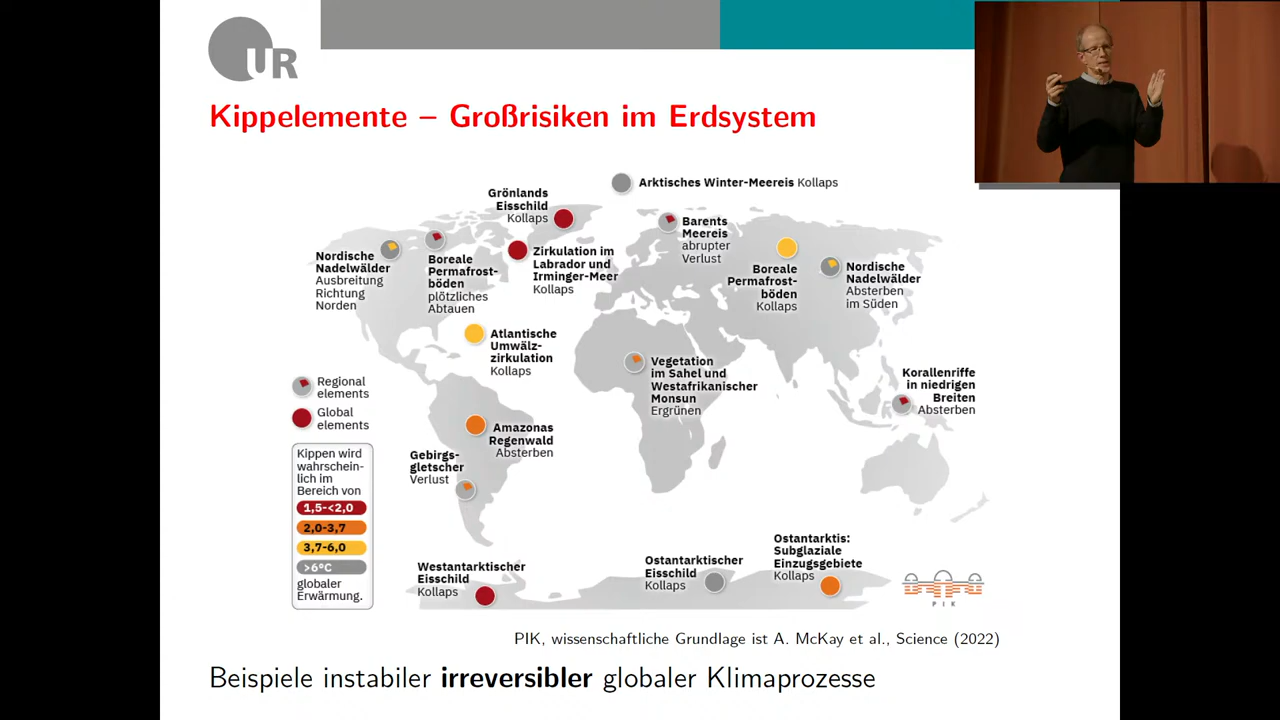 UR
Kippelemente – Großrisiken im Erdsystem
Arktisches Winter-Meereis Kollaps
Grönlands
Eisschild
Kollaps
Barents
Meereis
abrupter
Verlust
Nordische
Nadelwälder
Ausbreitung
Richtung
Norden
Boreale
Permafrost-
böden
plötzliches
Abtauen
Zirkulation im
Labrador und
Irminger-Meer
Kollaps
Boreale
Permafrost-
böden
Kollaps
Nordische
Nadelwälder
Absterben
im Süden
Atlantische
Umwälz-
zirkulation
Kollaps
Vegetation
im Sahel und
Westafrikanischer
Monsun
Ergrünen
Korallenriffe
in niedrigen
Breiten
Absterben
Regional
elements
Global
elements
Amazonas
Regenwald
Absterben
Gebirgs-
gletscher
Verlust
Kippen wird
wahrschein-
lich im
Bereich von
1,5-<2,0
2,0-3,7
3,7-6,0
>6°C
globaler
Erwärmung.
Westantarktischer
Eisschild
Kollaps
Ostantarktischer
Eisschild
Kollaps
Ostantarktis:
Subglaziale
Einzugsgebiete
Kollaps
PIK
PIK, wissenschaftliche Grundlage ist A. McKay et al., Science (2022)
Beispiele instabiler irreversibler globaler Klimaprozesse